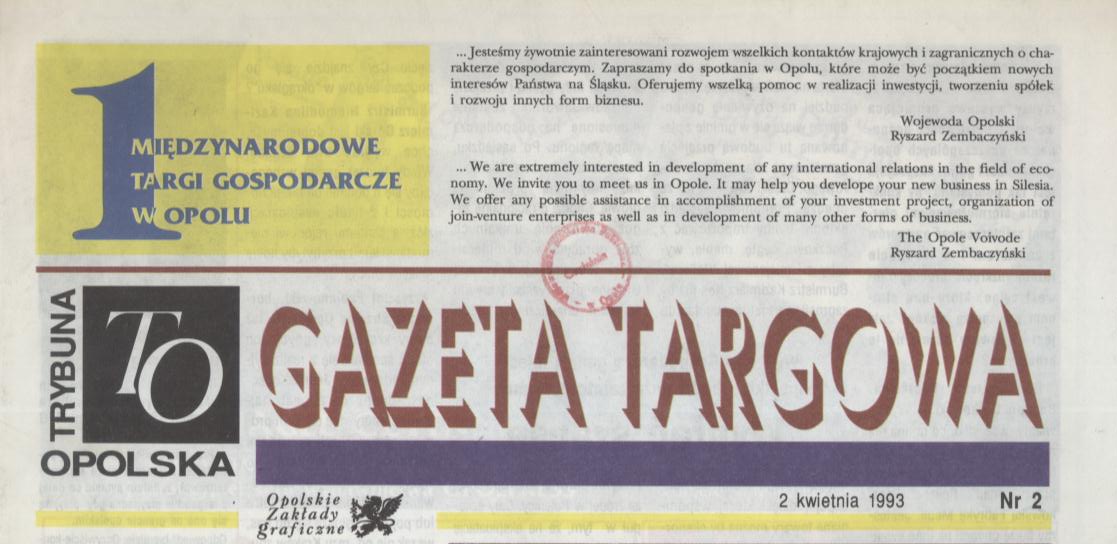 1
MIĘDZYNARODOWE
TARGI GOSPODARCZE
W OPOLU
... Jesteśmy żywotnie zainteresowani rozwojem wszelkich kontaktów krajowych i zagranicznych o cha-
rakterze gospodarczym. Zapraszamy do spotkania w Opolu, które może być początkiem nowych
interesów Państwa na Śląsku. Oferujemy wszelką pomoc w realizacji inwestycji, tworzeniu spółek
i rozwoju innych form biznesu.
Wojewoda Opolski
Ryszard Zembaczyński
... We are extremely interested in development of any international relations in the field of eco-
nomy. We invite you to meet us in Opole. It may help you develope your new business in Silesia.
We offer any possible assistance in accomplishment of your investment project, organization of
join-venture enterprises as well as in development of many other forms of business.
The Opole Voivode
Ryszard Zembaczyński
TRYBUNA
TO
OPOLSKA
GAZETA TARGOWA
Opolskie
Zakłady
graficzne
2 kwietnia 1993
Nr 2